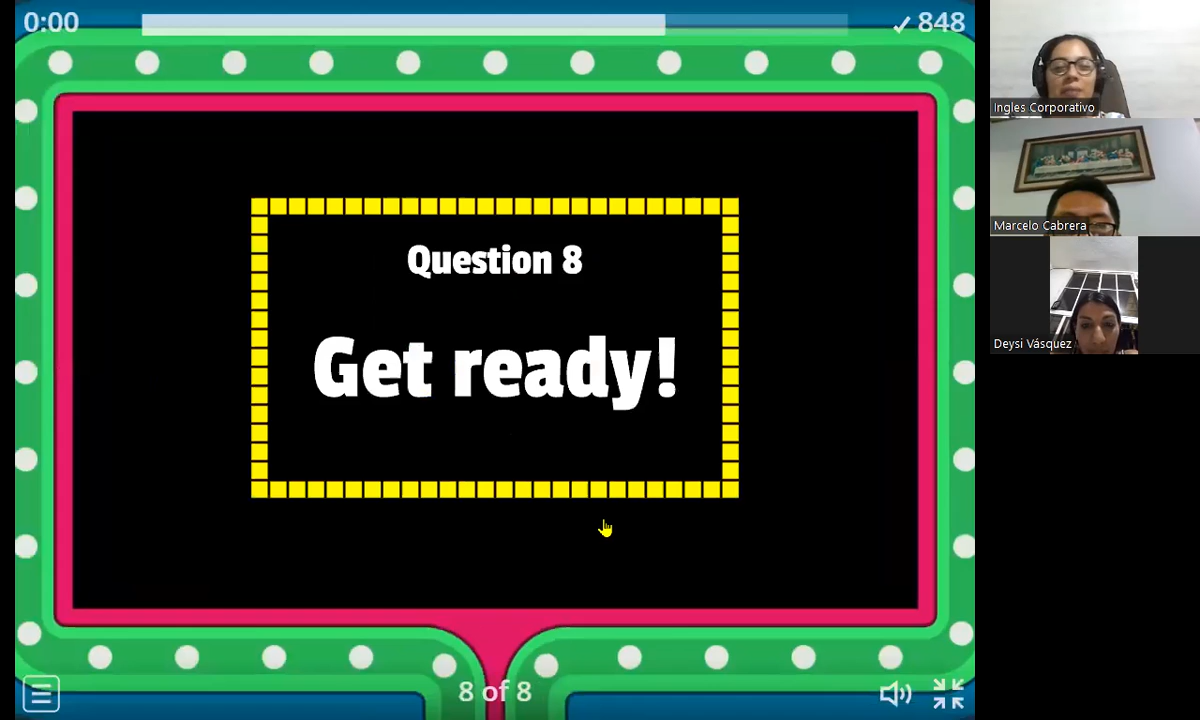 0:00
✓ 848
Question 8
Get ready!
8 of 8
Ingles Corporativo
Marcelo Cabrera
Deysi Vásquez